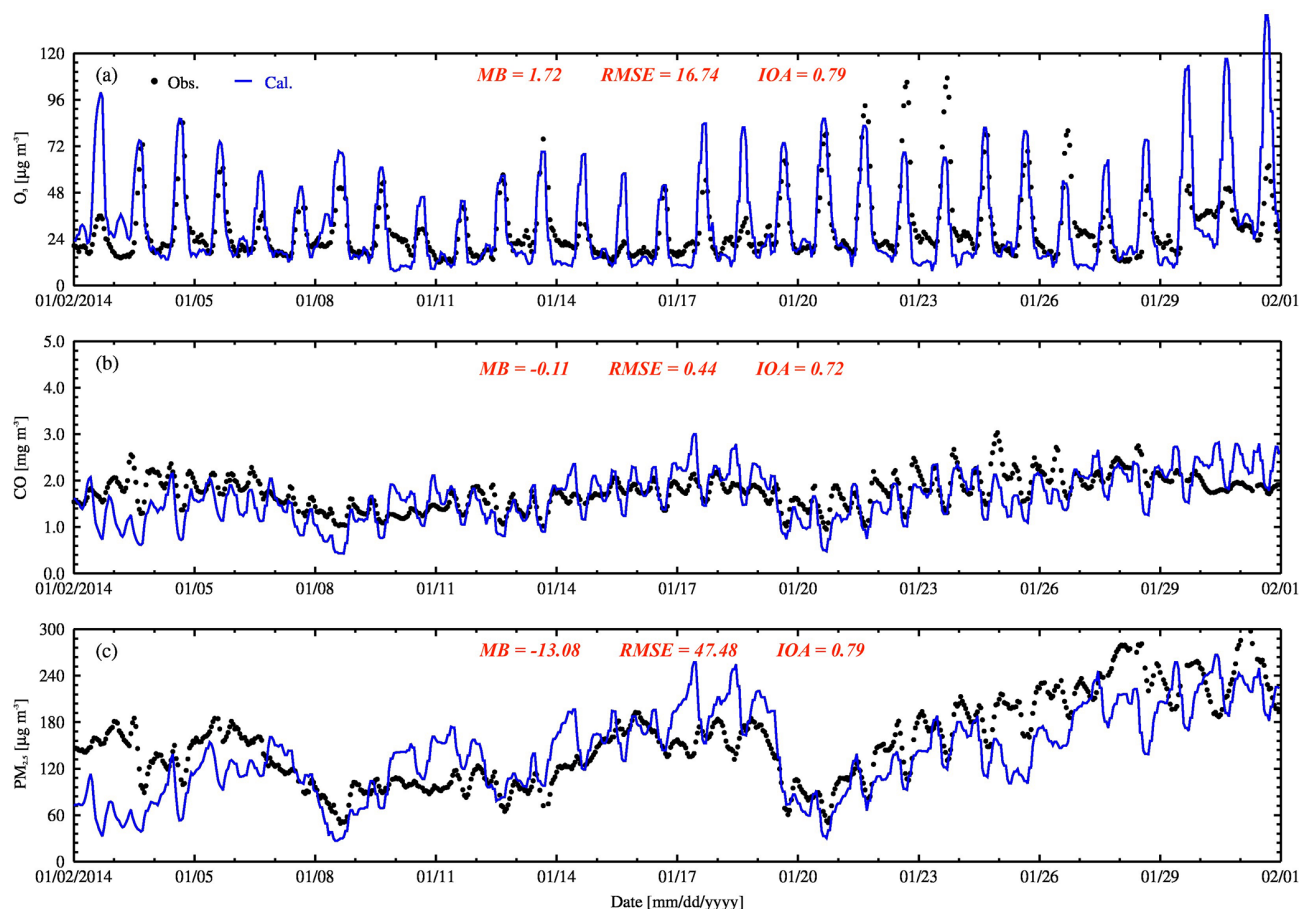 120
(a)
Obs.
Cal.
MB = 1.72 RMSE = 16.74 IOA = 0.79
96
72
O₃ [µg m⁻³]
48
24
0
01/02/2014 01/05 01/08 01/11 01/14 01/17 01/20 01/23 01/26 01/29 02/01
5.0
(b)
MB = -0.11 RMSE = 0.44 IOA = 0.72
4.0
3.0
CO [mg m⁻³]
2.0
1.0
0.0
01/02/2014 01/05 01/08 01/11 01/14 01/17 01/20 01/23 01/26 01/29 02/01
300
(c)
MB = -13.08 RMSE = 47.48 IOA = 0.79
240
180
PM₂.₅ [µg m⁻³]
120
60
0
01/02/2014 01/05 01/08 01/11 01/14 01/17 01/20 01/23 01/26 01/29 02/01
Date [mm/dd/yyyy]